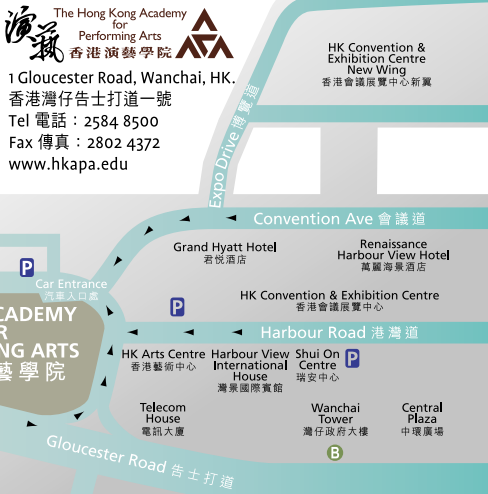 演藝
The Hong Kong Academy
for
Performing Arts
香港演藝學院
1 Gloucester Road, Wanchai, HK.
香港灣仔告士打道一號
Tel 電話：2584 8500
Fax 傳真：2802 4372
www.hkapa.edu
HK Convention &
Exhibition Centre
New Wing
香港會議展覽中心新翼
Expo Drive 博覽道
Convention Ave 會議道
Grand Hyatt Hotel
君悦酒店
Renaissance
Harbour View Hotel
萬麗海景酒店
P
Car Entrance
汽車入口處
HK Convention & Exhibition Centre
香港會議展覽中心
P
ACADEMY
R
NG ARTS
藝學院
Harbour Road 港灣道
HK Arts Centre
香港藝術中心
Harbour View
International
House
灣景國際賓館
Shui On
Centre
瑞安中心
P
Telecom
House
電訊大廈
Wanchai
Tower
灣仔政府大樓
Central
Plaza
中環廣場
B
Gloucester Road 告士打道